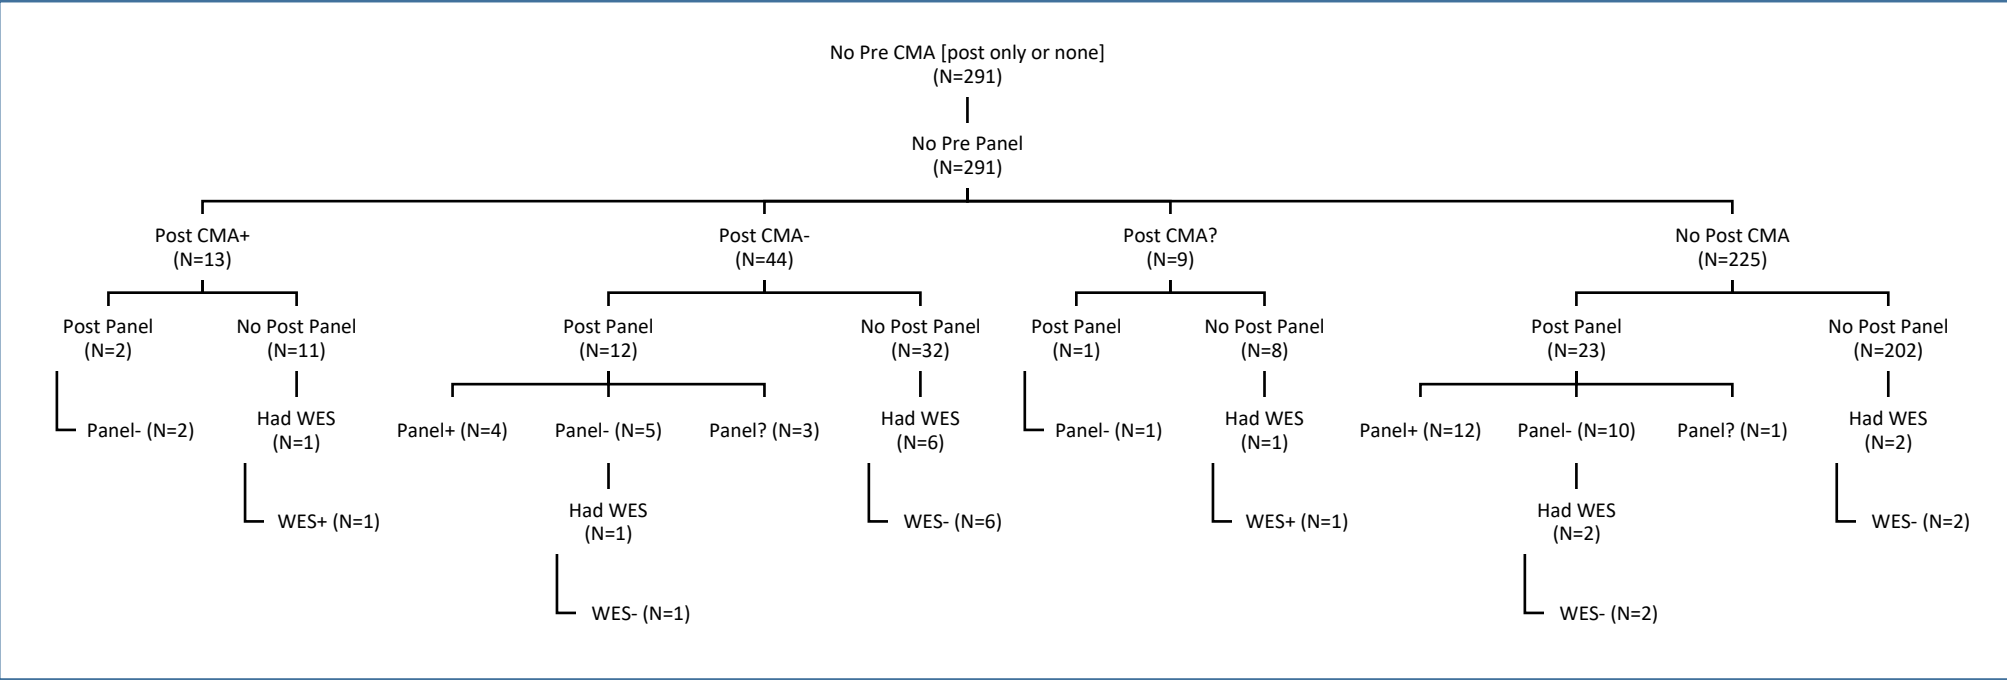 No Pre CMA [post only or none]
(N=291)
No Pre Panel
(N=291)
Post CMA+
(N=13)
Post CMA-
(N=44)
Post CMA?
(N=9)
No Post CMA
(N=225)
Post Panel
(N=2)
No Post Panel
(N=11)
Post Panel
(N=12)
No Post Panel
(N=32)
Post Panel
(N=1)
No Post Panel
(N=8)
Post Panel
(N=23)
No Post Panel
(N=202)
Panel- (N=2)
Had WES
(N=1)
Panel+ (N=4)
Panel- (N=5)
Panel? (N=3)
Had WES
(N=6)
Panel- (N=1)
Had WES
(N=1)
Panel+ (N=12)
Panel- (N=10)
Panel? (N=1)
Had WES
(N=2)
WES+ (N=1)
Had WES
(N=1)
WES- (N=6)
WES+ (N=1)
Had WES
(N=2)
WES- (N=2)
WES- (N=1)
WES- (N=2)